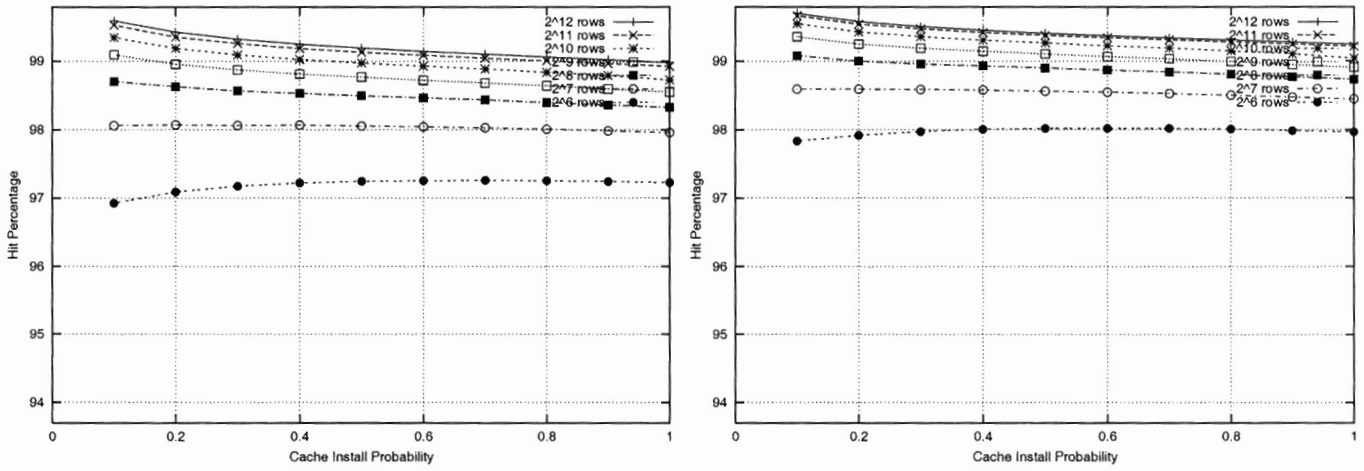 2^12 rows
2^11 rows
2^10 rows
2^9 rows
2^8 rows
2^7 rows
2^6 rows
99
98
97
96
95
94
Hit Percentage
0 0.2 0.4 0.6 0.8 1
Cache Install Probability
2^12 rows
2^11 rows
2^10 rows
2^9 rows
2^8 rows
2^7 rows
2^6 rows
99
98
97
96
95
94
Hit Percentage
0 0.2 0.4 0.6 0.8 1
Cache Install Probability